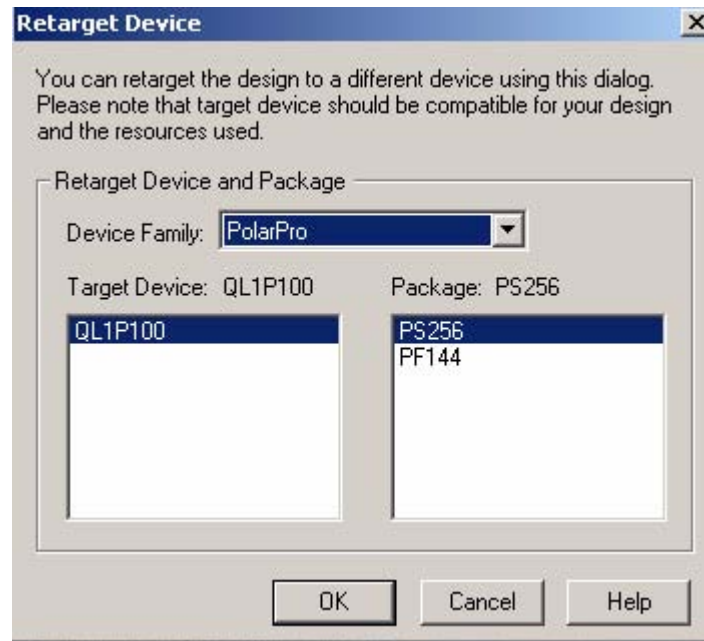 Retarget Device
You can retarget the design to a different device using this dialog.
Please note that target device should be compatible for your design
and the resources used.
Retarget Device and Package
Device Family: PolarPro
Target Device: QL1P100 Package: PS256
QL1P100
PS256
PF144
OK Cancel Help